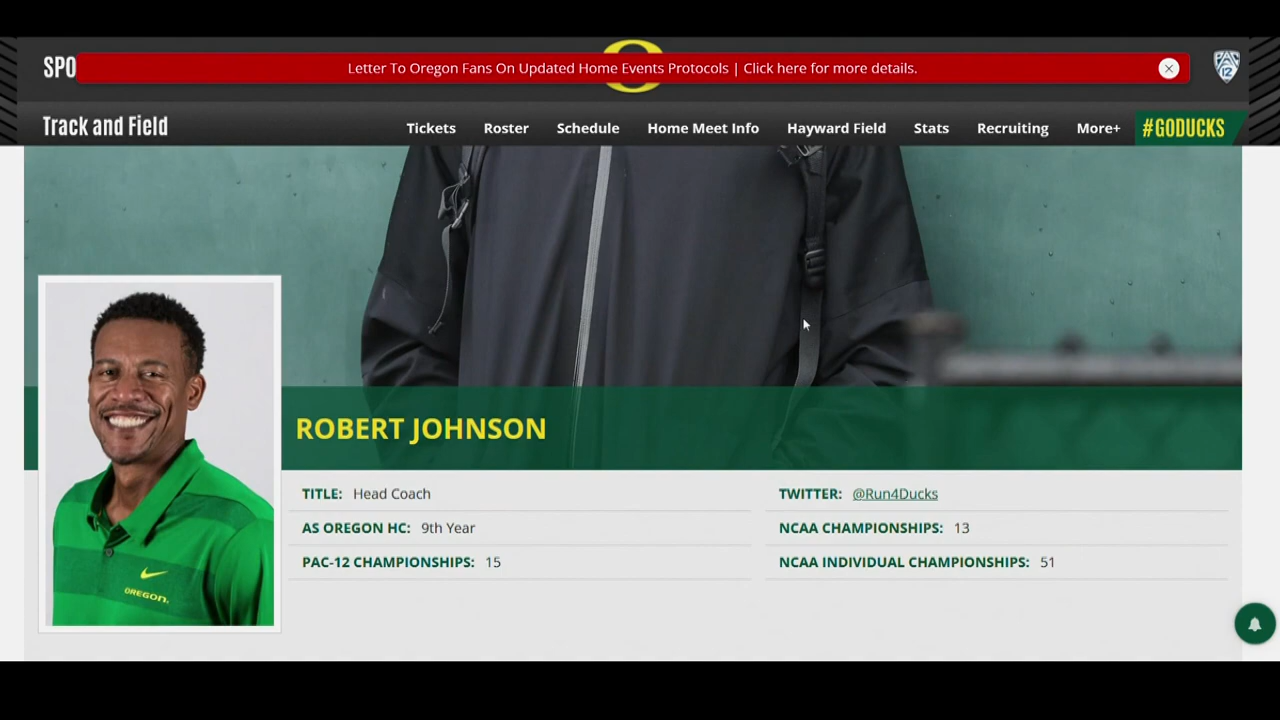 SPO
Letter To Oregon Fans On Updated Home Events Protocols | Click here for more details.
PAC
12
Track and Field
Tickets Roster Schedule Home Meet Info Hayward Field Stats Recruiting More+ #GODUCKS
OREGON.
ROBERT JOHNSON
TITLE: Head Coach
TWITTER: @Run4Ducks
AS OREGON HC: 9th Year
NCAA CHAMPIONSHIPS: 13
PAC-12 CHAMPIONSHIPS: 15
NCAA INDIVIDUAL CHAMPIONSHIPS: 51